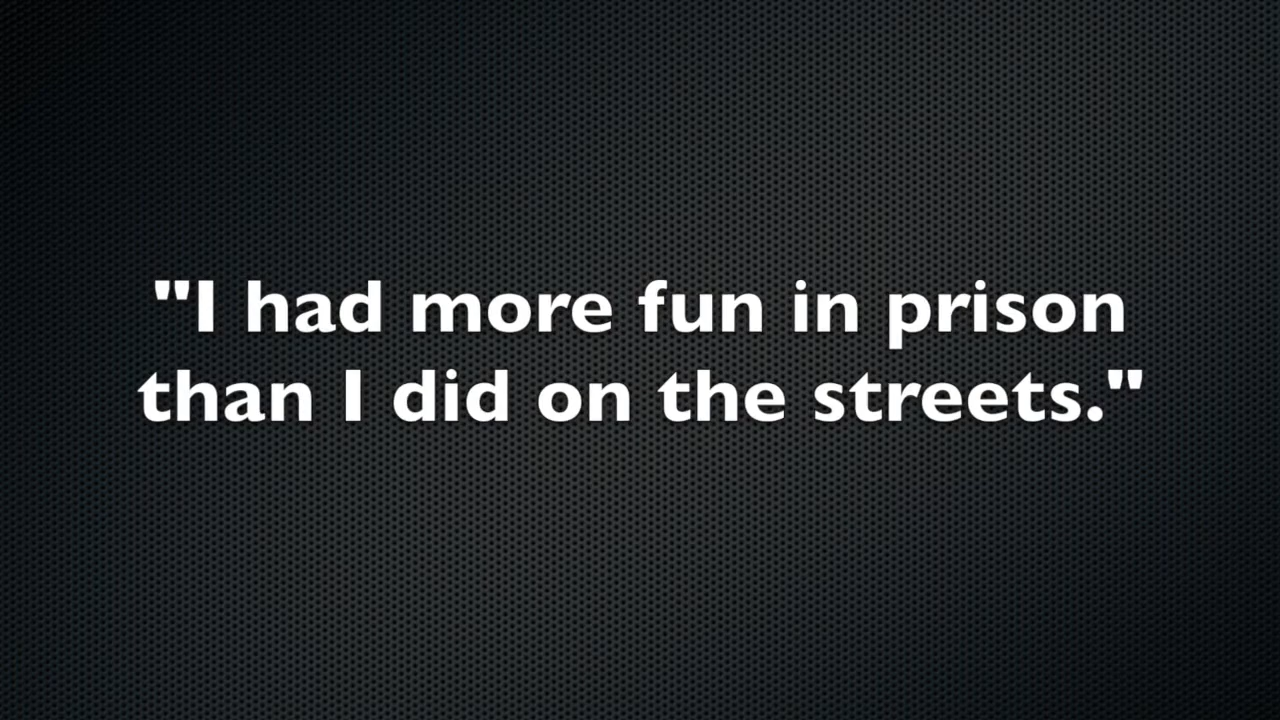 "I had more fun in prison
than I did on the streets."